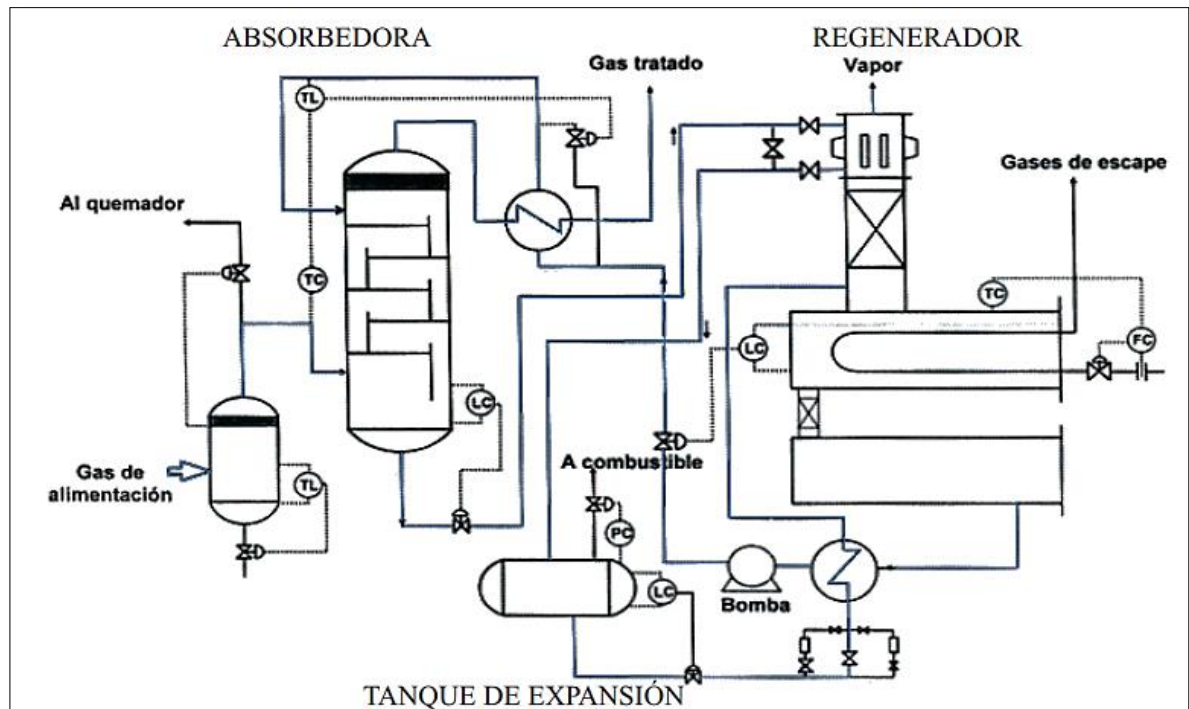 ABSORBEDORA
REGENERADOR
Gas tratado
Vapor
TL
Gases de escape
Al quemador
TC
TC
LC
FC
LC
A combustible
Gas de
alimentación
TL
PC
LC
Bomba
TANQUE DE EXPANSIÓN